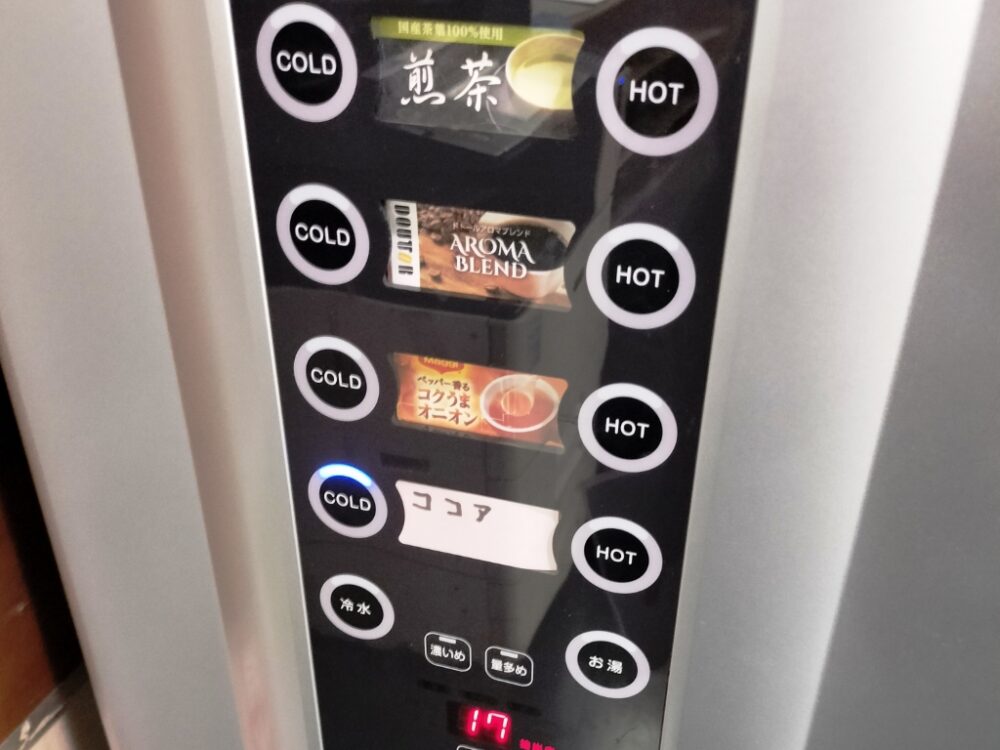 国産茶葉100%使用
COLD
煎茶
HOT
COLD
DOUTOR
ドトールアロマブレンド
AROMA
BLEND
HOT
COLD
Maggi
ペッパー香る
コクうま
オニオン
HOT
COLD
ココア
HOT
冷水
濃いめ
量多め
お湯
17